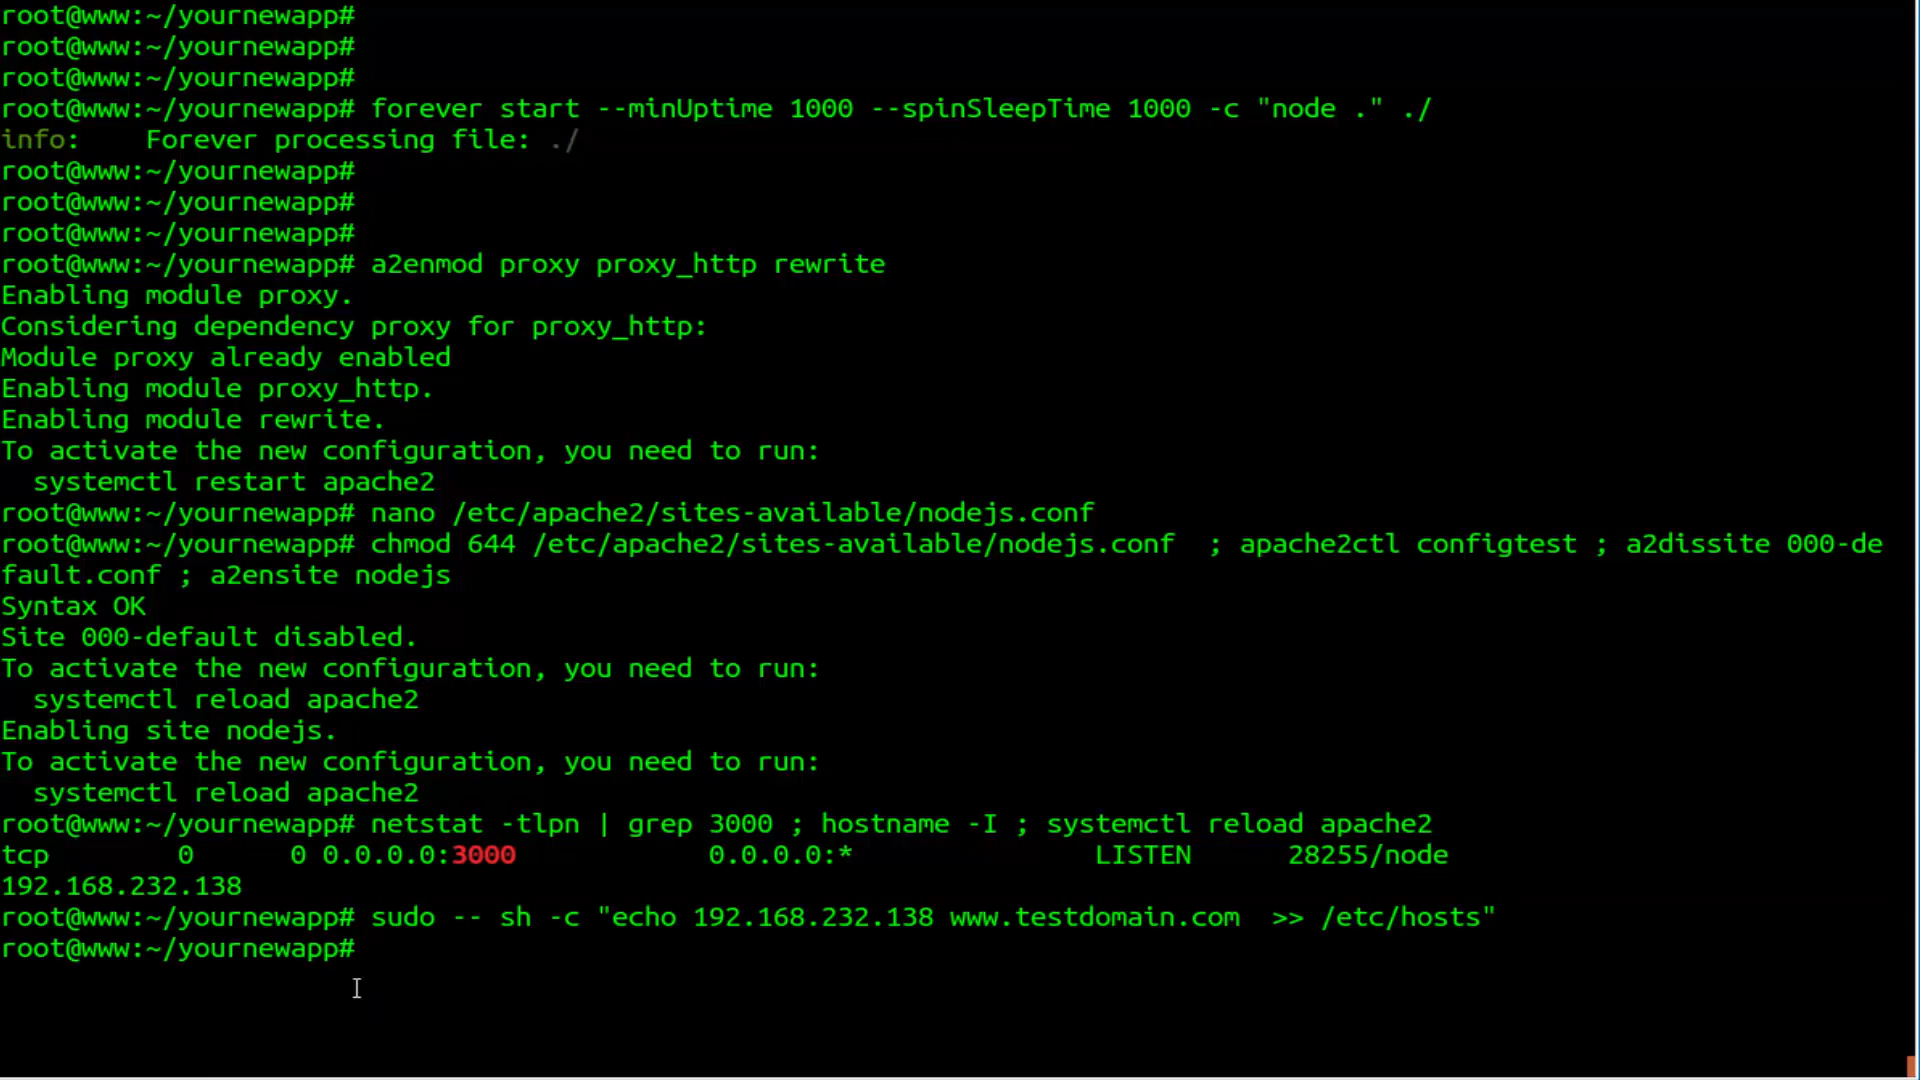 root@www:~/yournewapp#
root@www:~/yournewapp#
root@www:~/yournewapp#
root@www:~/yournewapp# forever start --minUptime 1000 --spinSleepTime 1000 -c "node ." ./
info:    Forever processing file: ./
root@www:~/yournewapp#
root@www:~/yournewapp#
root@www:~/yournewapp#
root@www:~/yournewapp# a2enmod proxy proxy_http rewrite
Enabling module proxy.
Considering dependency proxy for proxy_http:
Module proxy already enabled
Enabling module proxy_http.
Enabling module rewrite.
To activate the new configuration, you need to run:
  systemctl restart apache2
root@www:~/yournewapp# nano /etc/apache2/sites-available/nodejs.conf
root@www:~/yournewapp# chmod 644 /etc/apache2/sites-available/nodejs.conf  ; apache2ctl configtest ; a2dissite 000-de
fault.conf ; a2ensite nodejs
Syntax OK
Site 000-default disabled.
To activate the new configuration, you need to run:
  systemctl reload apache2
Enabling site nodejs.
To activate the new configuration, you need to run:
  systemctl reload apache2
root@www:~/yournewapp# netstat -tlpn | grep 3000 ; hostname -I ; systemctl reload apache2
tcp        0      0 0.0.0.0:3000            0.0.0.0:*               LISTEN      28255/node
192.168.232.138
root@www:~/yournewapp# sudo -- sh -c "echo 192.168.232.138 www.testdomain.com  >> /etc/hosts"
root@www:~/yournewapp#